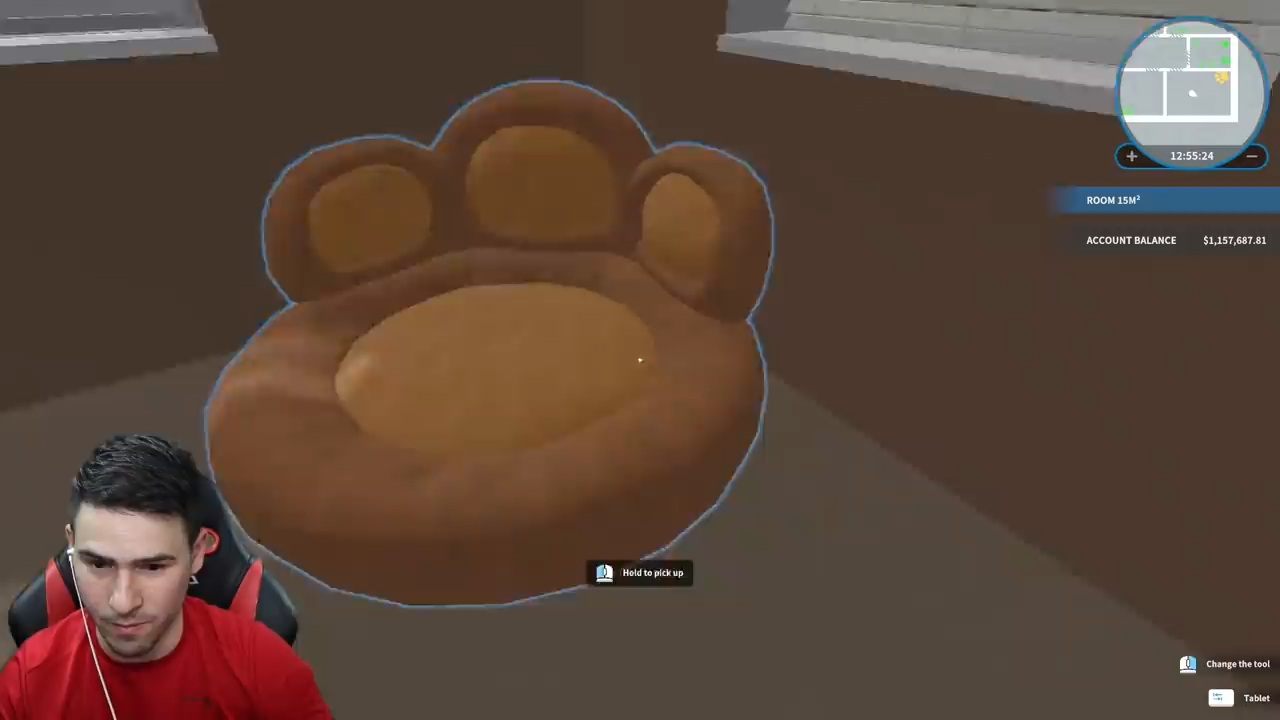 12:55:24
ROOM 15M²
ACCOUNT BALANCE $1,157,687.81
Hold to pick up
Change the tool
Tablet